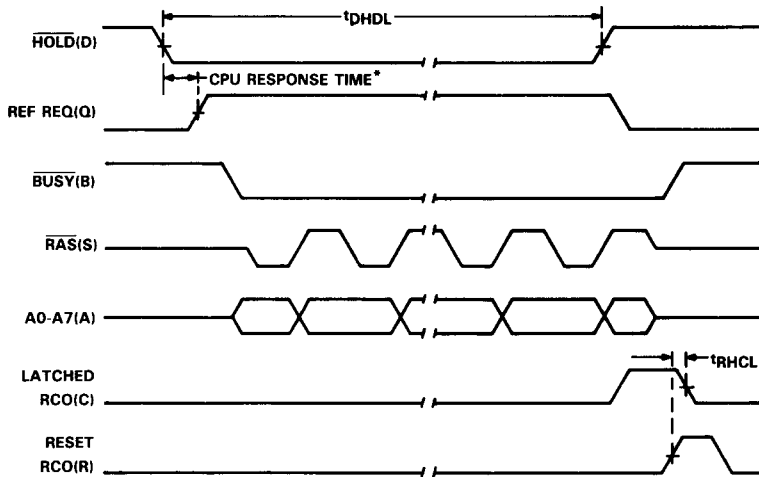 tDHDL
HOLD(D)
CPU RESPONSE TIME*
REF REQ(Q)
BUSY(B)
RAS(S)
A0-A7(A)
LATCHED
RCO(C)
tRHCL
RESET
RCO(R)